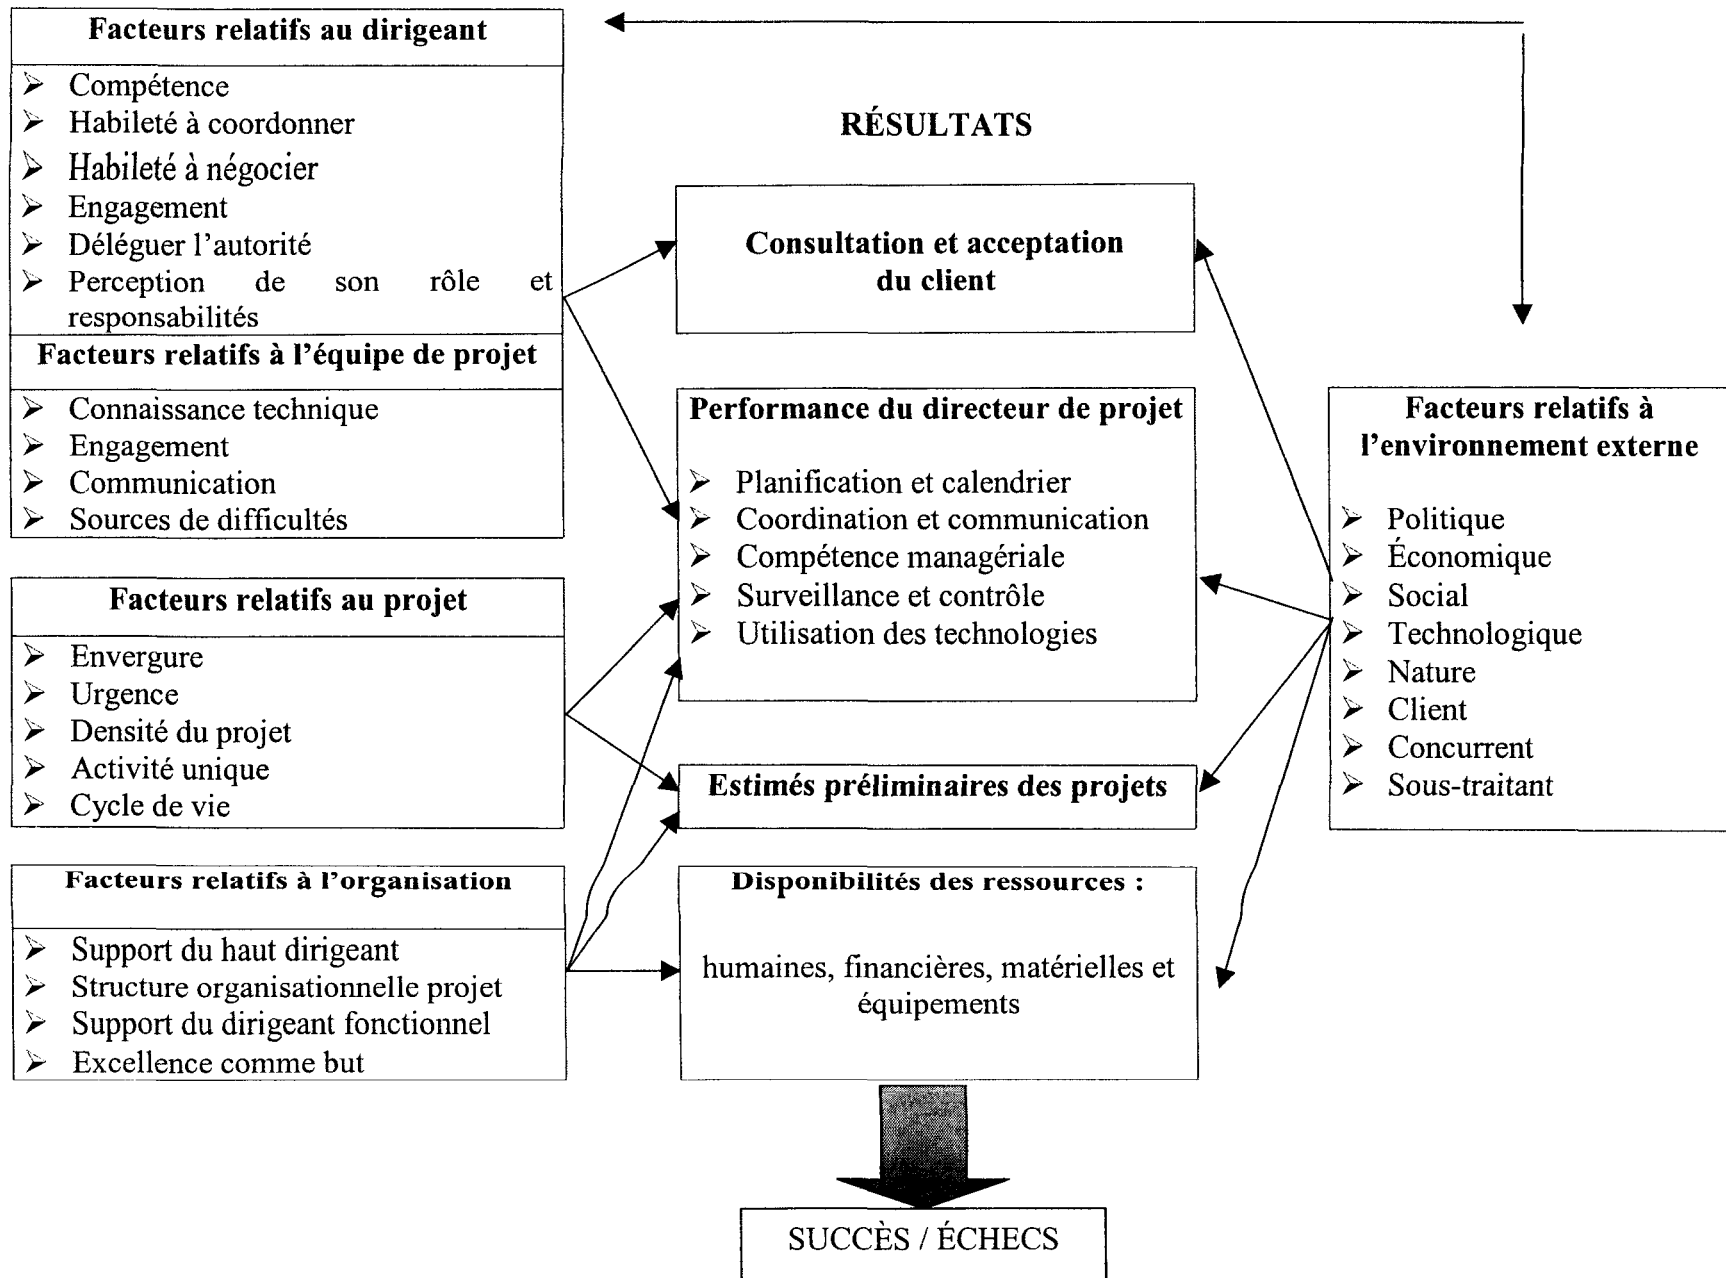 Facteurs relatifs au dirigeant
➢ Compétence
➢ Habileté à coordonner
➢ Habileté à négocier
➢ Engagement
➢ Déléguer l’autorité
➢ Perception de son rôle et
responsabilités
Facteurs relatifs à l’équipe de projet
➢ Connaissance technique
➢ Engagement
➢ Communication
➢ Sources de difficultés
Facteurs relatifs au projet
➢ Envergure
➢ Urgence
➢ Densité du projet
➢ Activité unique
➢ Cycle de vie
Facteurs relatifs à l’organisation
➢ Support du haut dirigeant
➢ Structure organisationnelle projet
➢ Support du dirigeant fonctionnel
➢ Excellence comme but
RÉSULTATS
Consultation et acceptation
du client
Performance du directeur de projet
➢ Planification et calendrier
➢ Coordination et communication
➢ Compétence managériale
➢ Surveillance et contrôle
➢ Utilisation des technologies
Estimés préliminaires des projets
Disponibilités des ressources :
humaines, financières, matérielles et
équipements
Facteurs relatifs à
l’environnement externe
➢ Politique
➢ Économique
➢ Social
➢ Technologique
➢ Nature
➢ Client
➢ Concurrent
➢ Sous-traitant
SUCCÈS / ÉCHECS